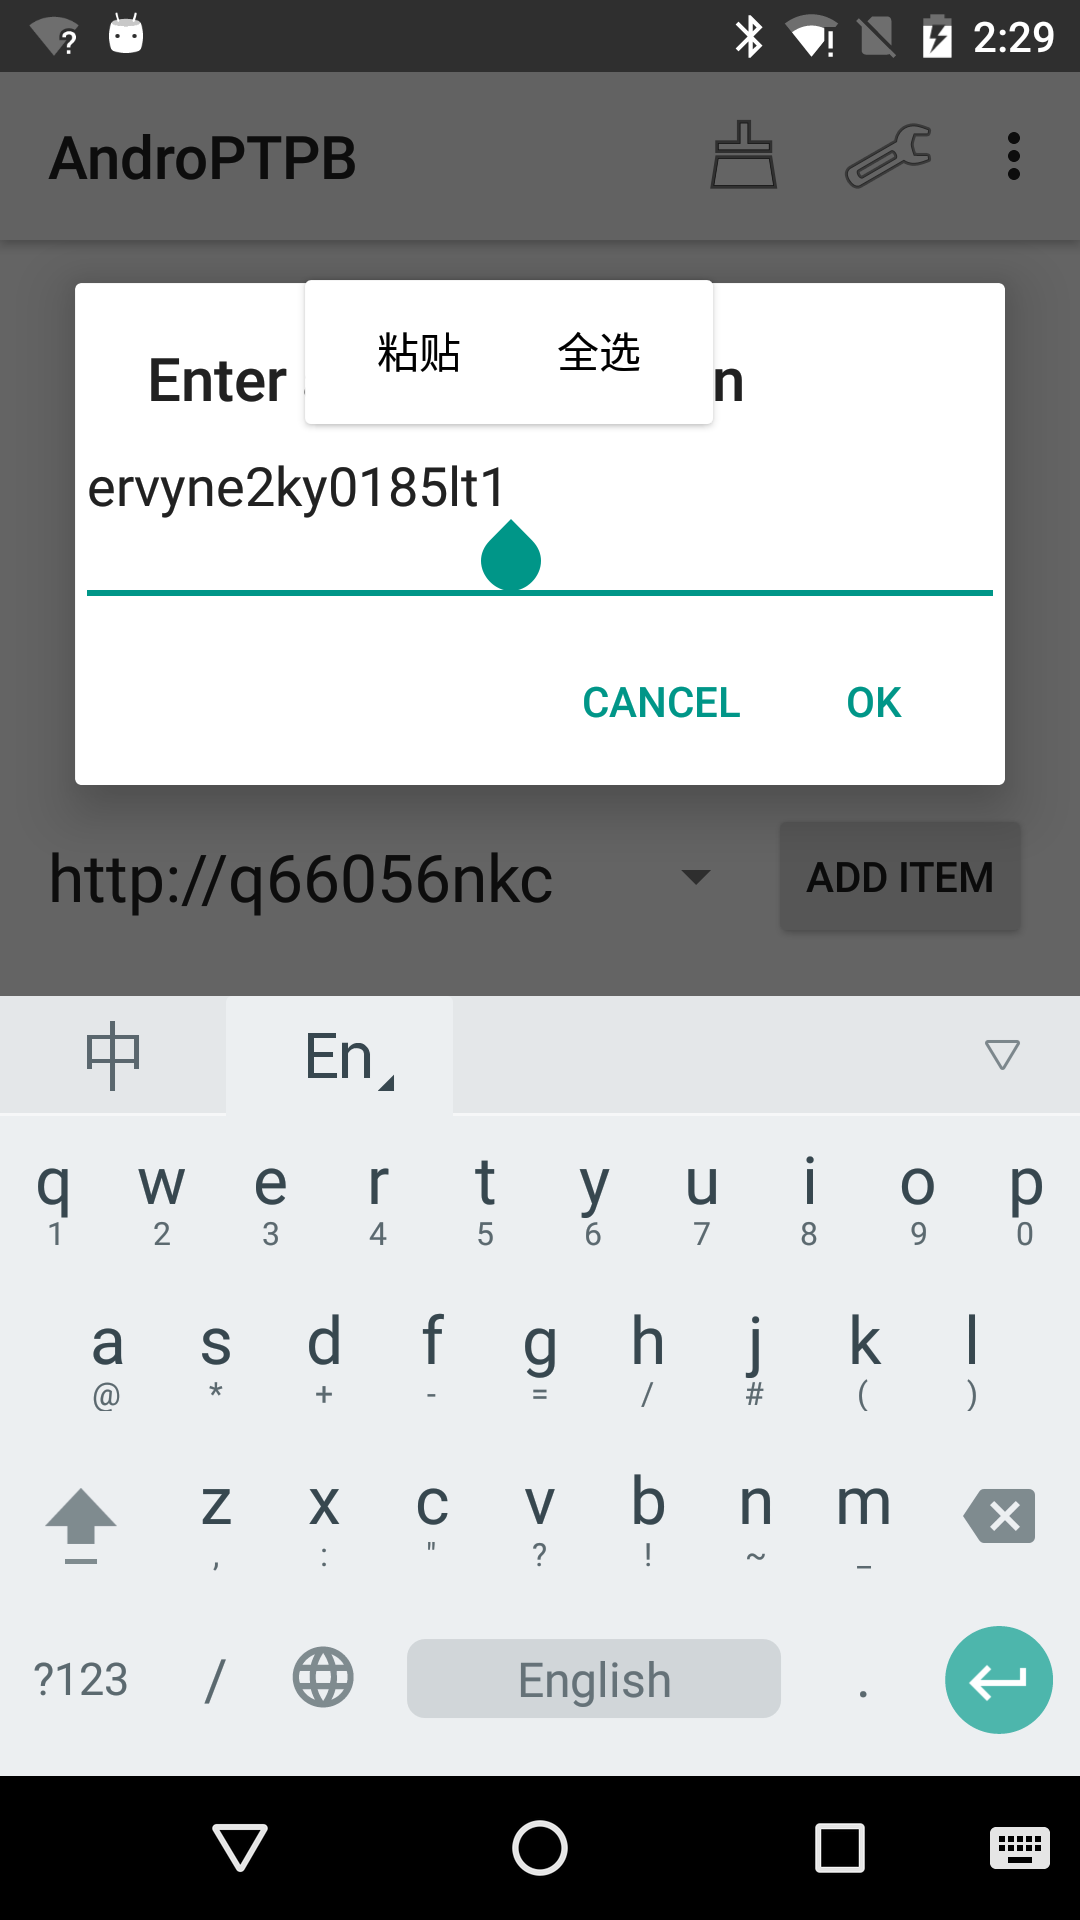 2:29
AndroPTPB
粘贴 全选
Enter n
ervyne2ky0185lt1
CANCEL OK
http://q66056nkc ADD ITEM
中 En
q w e r t y u i o p
1 2 3 4 5 6 7 8 9 0
a s d f g h j k l
@ * + - = / # ( )
z x c v b n m
, : " ? ! ~ _
?123 / English .